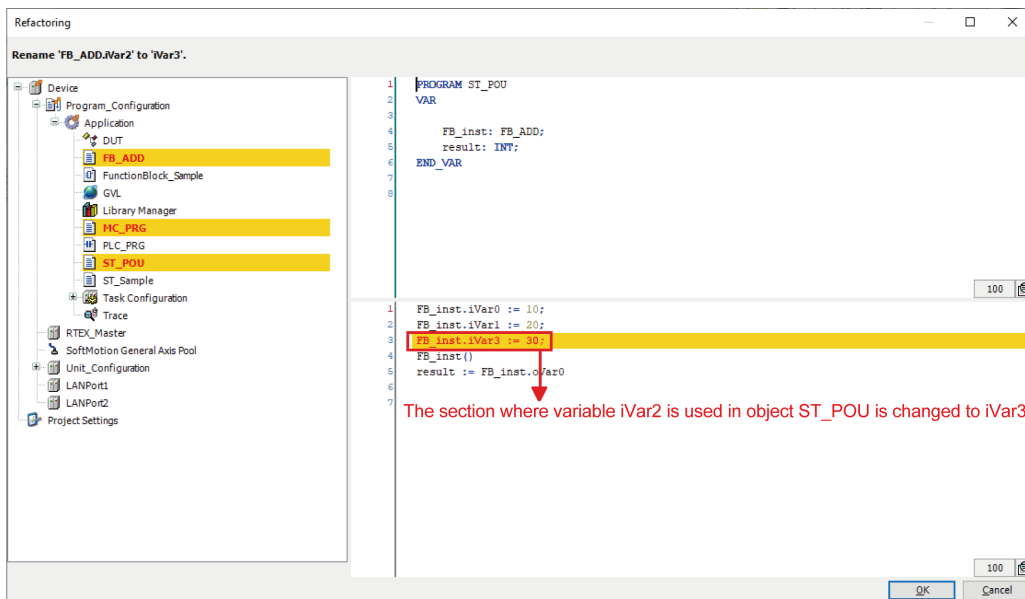 Refactoring
Rename 'FB_ADD.iVar2' to 'iVar3'.
Device
Program_Configuration
Application
DUT
FB_ADD
FunctionBlock_Sample
GVL
Library Manager
MC_PRG
PLC_PRG
ST_POU
ST_Sample
Task Configuration
Trace
RTEX_Master
SoftMotion General Axis Pool
Unit_Configuration
LANPort1
LANPort2
Project Settings
1 PROGRAM ST_POU
2 VAR
3
4 FB_inst: FB_ADD;
5 result: INT;
6 END_VAR
7
8
100
1 FB_inst.iVar0 := 10;
2 FB_inst.iVar1 := 20;
3 FB_inst.iVar3 := 30;
4 FB_inst()
5 result := FB_inst.oVar0
6
7
The section where variable iVar2 is used in object ST_POU is changed to iVar3
100
OK Cancel